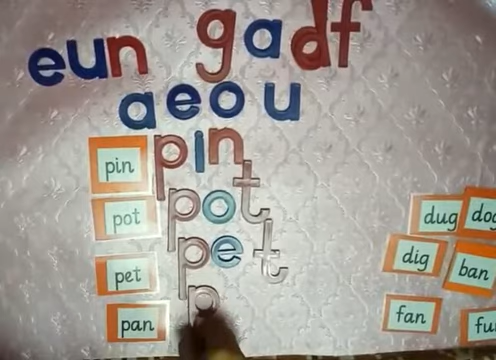 eun gadf
aeou
pin pin
pot pot
dug
pet pet
dig
ban
pan p
fan